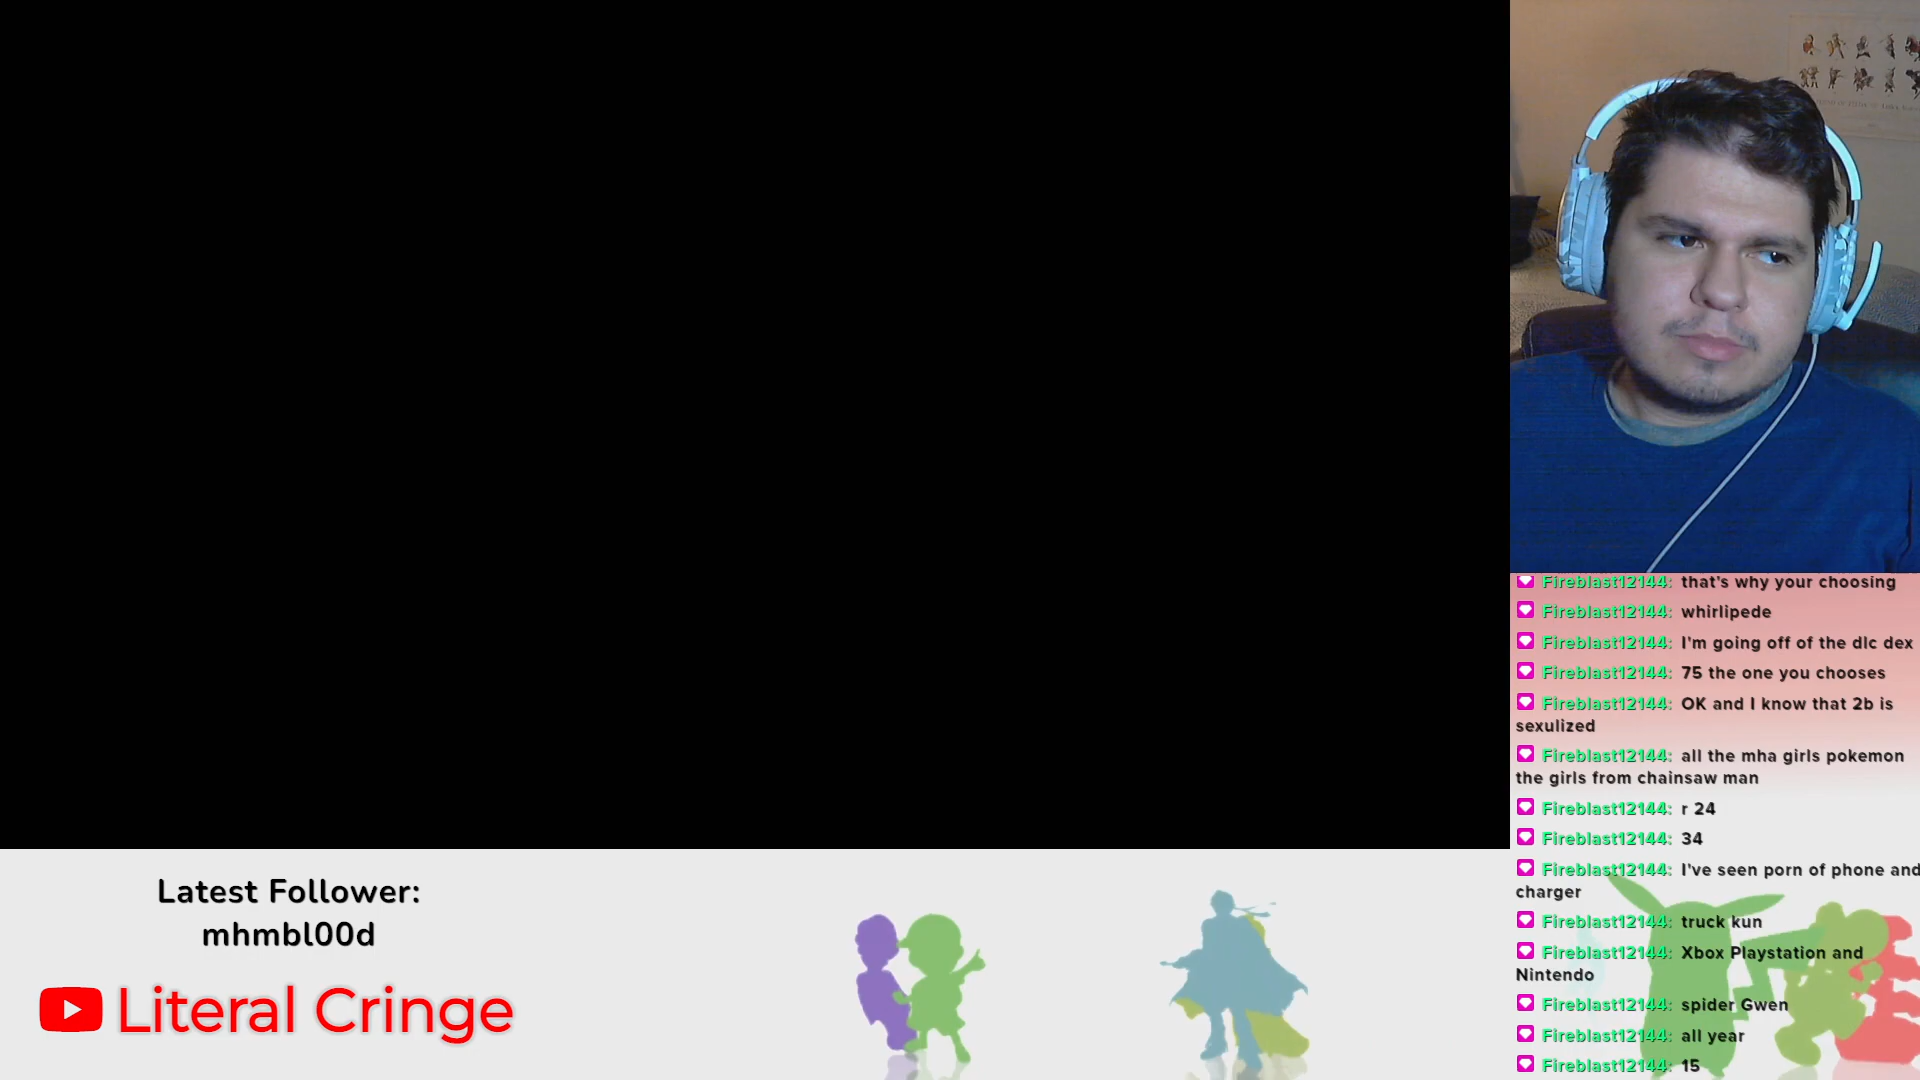 Fireblast12144: that's why your choosing
Fireblast12144: whirlipede
Fireblast12144: I'm going off of the dlc dex
Fireblast12144: 75 the one you chooses
Fireblast12144: OK and I know that 2b is
sexulized
Fireblast12144: all the mha girls pokemon
the girls from chainsaw man
Fireblast12144: r 24
Fireblast12144: 34
Fireblast12144: I've seen porn of phone and
charger
Fireblast12144: truck kun
Fireblast12144: Xbox Playstation and
Nintendo
Fireblast12144: spider Gwen
Fireblast12144: all year
Fireblast12144: 15
Latest Follower:
mhmbl00d
Literal Cringe